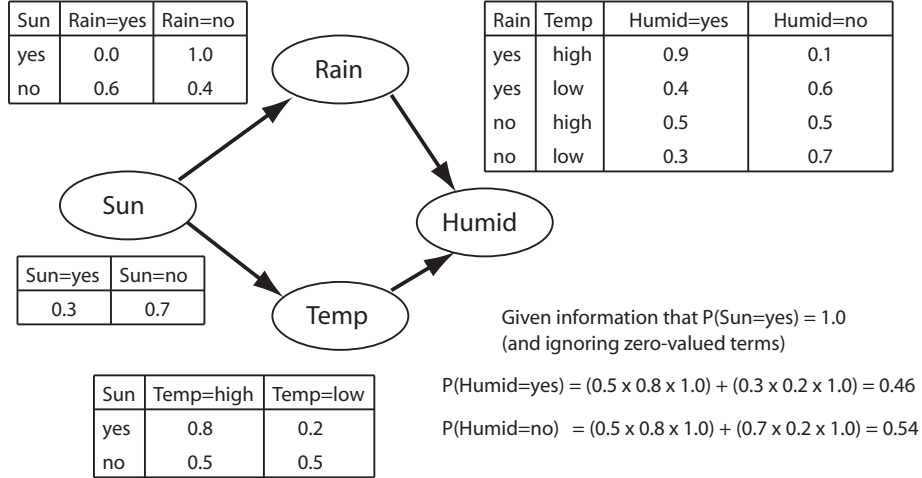 Sun Rain=yes Rain=no
yes 0.0 1.0
no 0.6 0.4
Rain
Rain Temp Humid=yes Humid=no
yes high 0.9 0.1
yes low 0.4 0.6
no high 0.5 0.5
no low 0.3 0.7
Sun
Humid
Sun=yes Sun=no
0.3 0.7
Temp
Given information that P(Sun=yes) = 1.0
(and ignoring zero-valued terms)
Sun Temp=high Temp=low
yes 0.8 0.2
no 0.5 0.5
P(Humid=yes) = (0.5 x 0.8 x 1.0) + (0.3 x 0.2 x 1.0) = 0.46
P(Humid=no) = (0.5 x 0.8 x 1.0) + (0.7 x 0.2 x 1.0) = 0.54